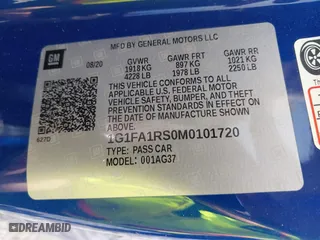 MFD BY GENERAL MOTORS LLC
GM
08/20
GVWR GAWR FRT GAWR RR
1918 KG 897 KG 1021 KG
4228 LB 1978 LB 2250 LB
THIS VEHICLE CONFORMS TO ALL
APPLICABLE U.S. FEDERAL MOTOR
VEHICLE SAFETY, BUMPER, AND THEFT
PREVENTION STANDARDS IN EFFECT ON
THE DATE OF MANUFACTURE SHOWN ABOVE.
1G1FA1RS0M0101720
TYPE: PASS CAR
MODEL: 001AG37
DREAMBID